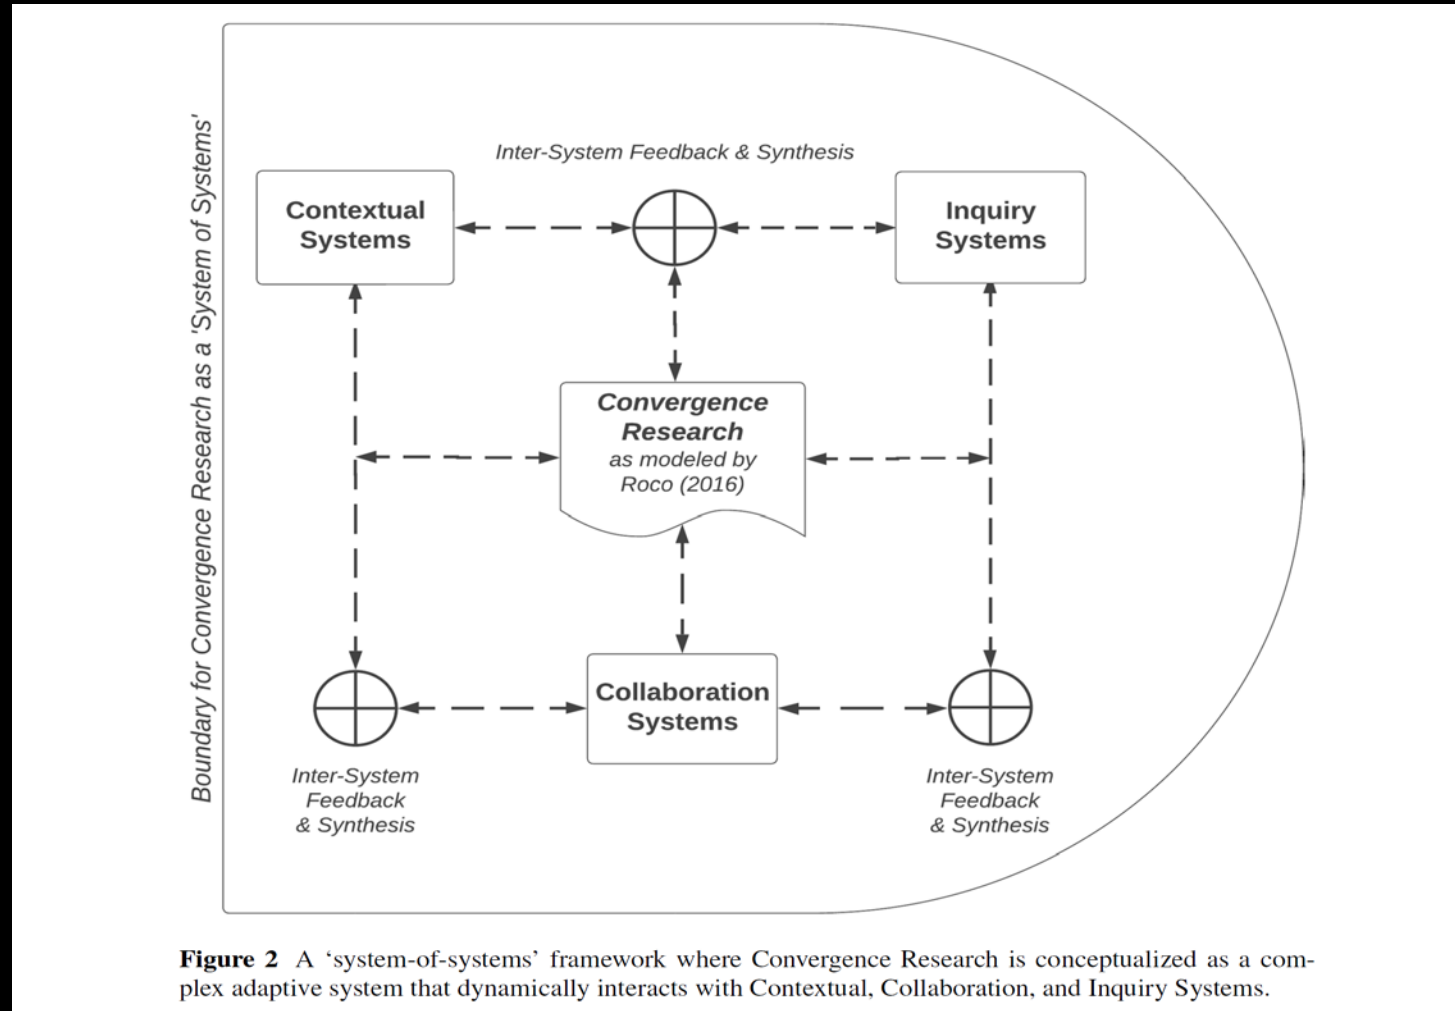 Boundary for Convergence Research as a 'System of Systems'
Inter-System Feedback & Synthesis
Contextual
Systems
Inquiry
Systems
Convergence
Research
as modeled by
Roco (2016)
Collaboration
Systems
Inter-System
Feedback
& Synthesis
Inter-System
Feedback
& Synthesis
Figure 2 A ‘system-of-systems’ framework where Convergence Research is conceptualized as a com-
plex adaptive system that dynamically interacts with Contextual, Collaboration, and Inquiry Systems.